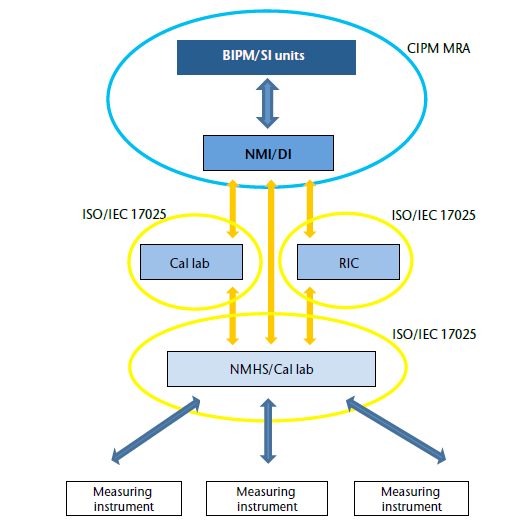 CIPM MRA
BIPM/SI units
NMI/DI
ISO/IEC 17025
ISO/IEC 17025
Cal lab
RIC
ISO/IEC 17025
NMHS/Cal lab
Measuring
instrument
Measuring
instrument
Measuring
instrument